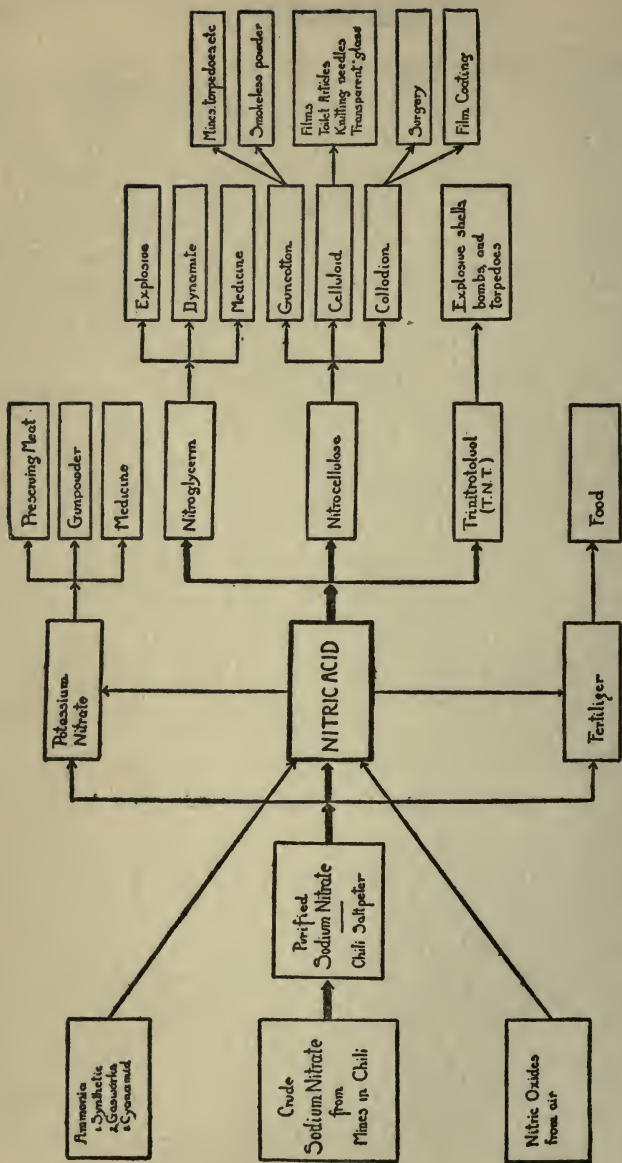 Ammonia
1. Synthetic
2. Gasworks
3. Cyanamid
Crude
Sodium Nitrate
from
Mines in Chili
Nitric Oxides
from air
Purified
Sodium Nitrate
Chili Saltpeter
Potassium
Nitrate
NITRIC ACID
Fertilizer
Preserving Meat
Gunpowder
Medicine
Nitroglycerin
Nitrocellulose
Trinitrotoluol
(T.N.T.)
Food
Explosive
Dynamite
Medicine
Guncotton
Celluloid
Collodion
Explosive shells
bombs, and
torpedoes
Mines, torpedoes etc
Smokeless powder
Films
Toilet Articles
Knitting needles
Transparent "glass"
Surgery
Film Coating